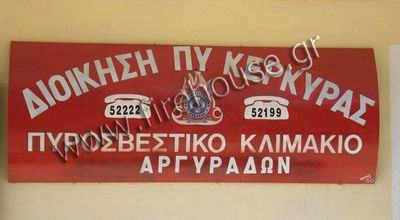 ΔΙΟΙΚΗΣΗ ΠΥ ΚΕΡΚΥΡΑΣ
52222 52199
ΠΥΡΟΣΒΕΣΤΙΚΟ ΚΛΙΜΑΚΙΟ
ΑΡΓΥΡΑΔΩΝ
www.firehouse.gr